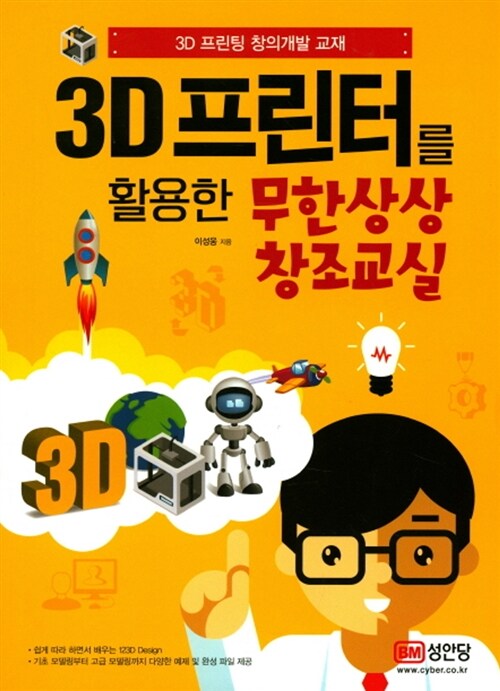 3D 프린팅 창의개발 교재
3D 프린터를
활용한 무한상상
이성웅 지음
창조교실
3D
3D
• 쉽게 따라 하면서 배우는 123D Design
• 기초 모델링부터 고급 모델링까지 다양한 예제 및 완성 파일 제공
BM 성안당
www.cyber.co.kr